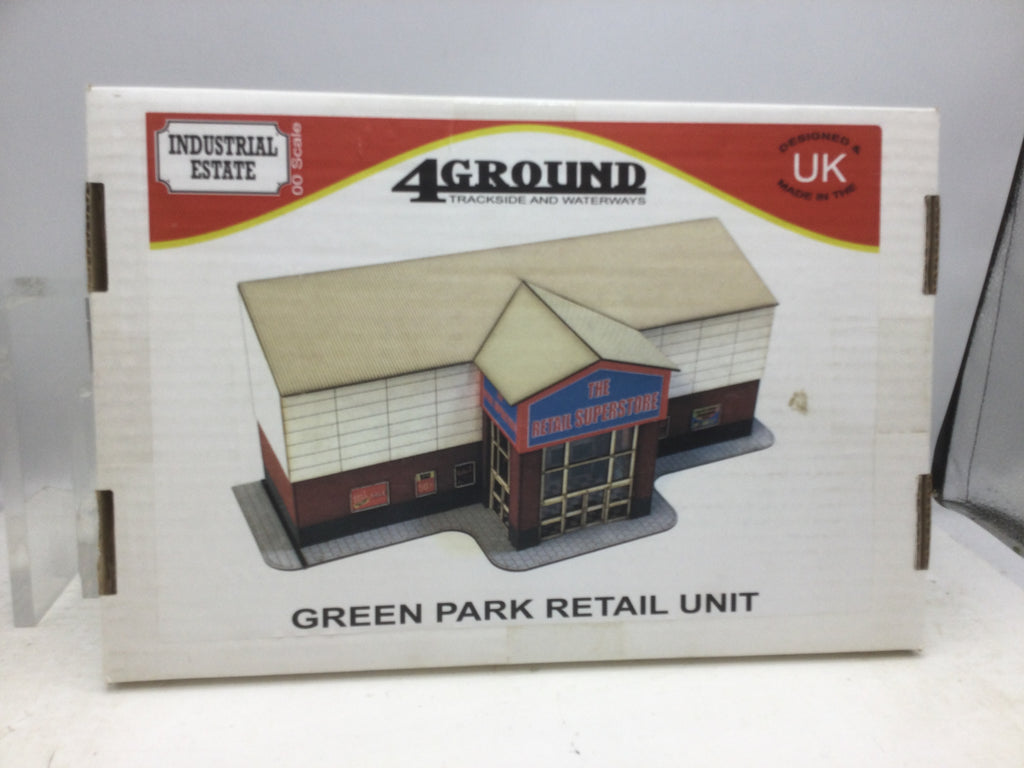 INDUSTRIAL
ESTATE
00 Scale
4GROUND
TRACKSIDE AND WATERWAYS
DESIGNED &
UK
MADE IN THE
THE
RETAIL SUPERSTORE
GREEN PARK RETAIL UNIT